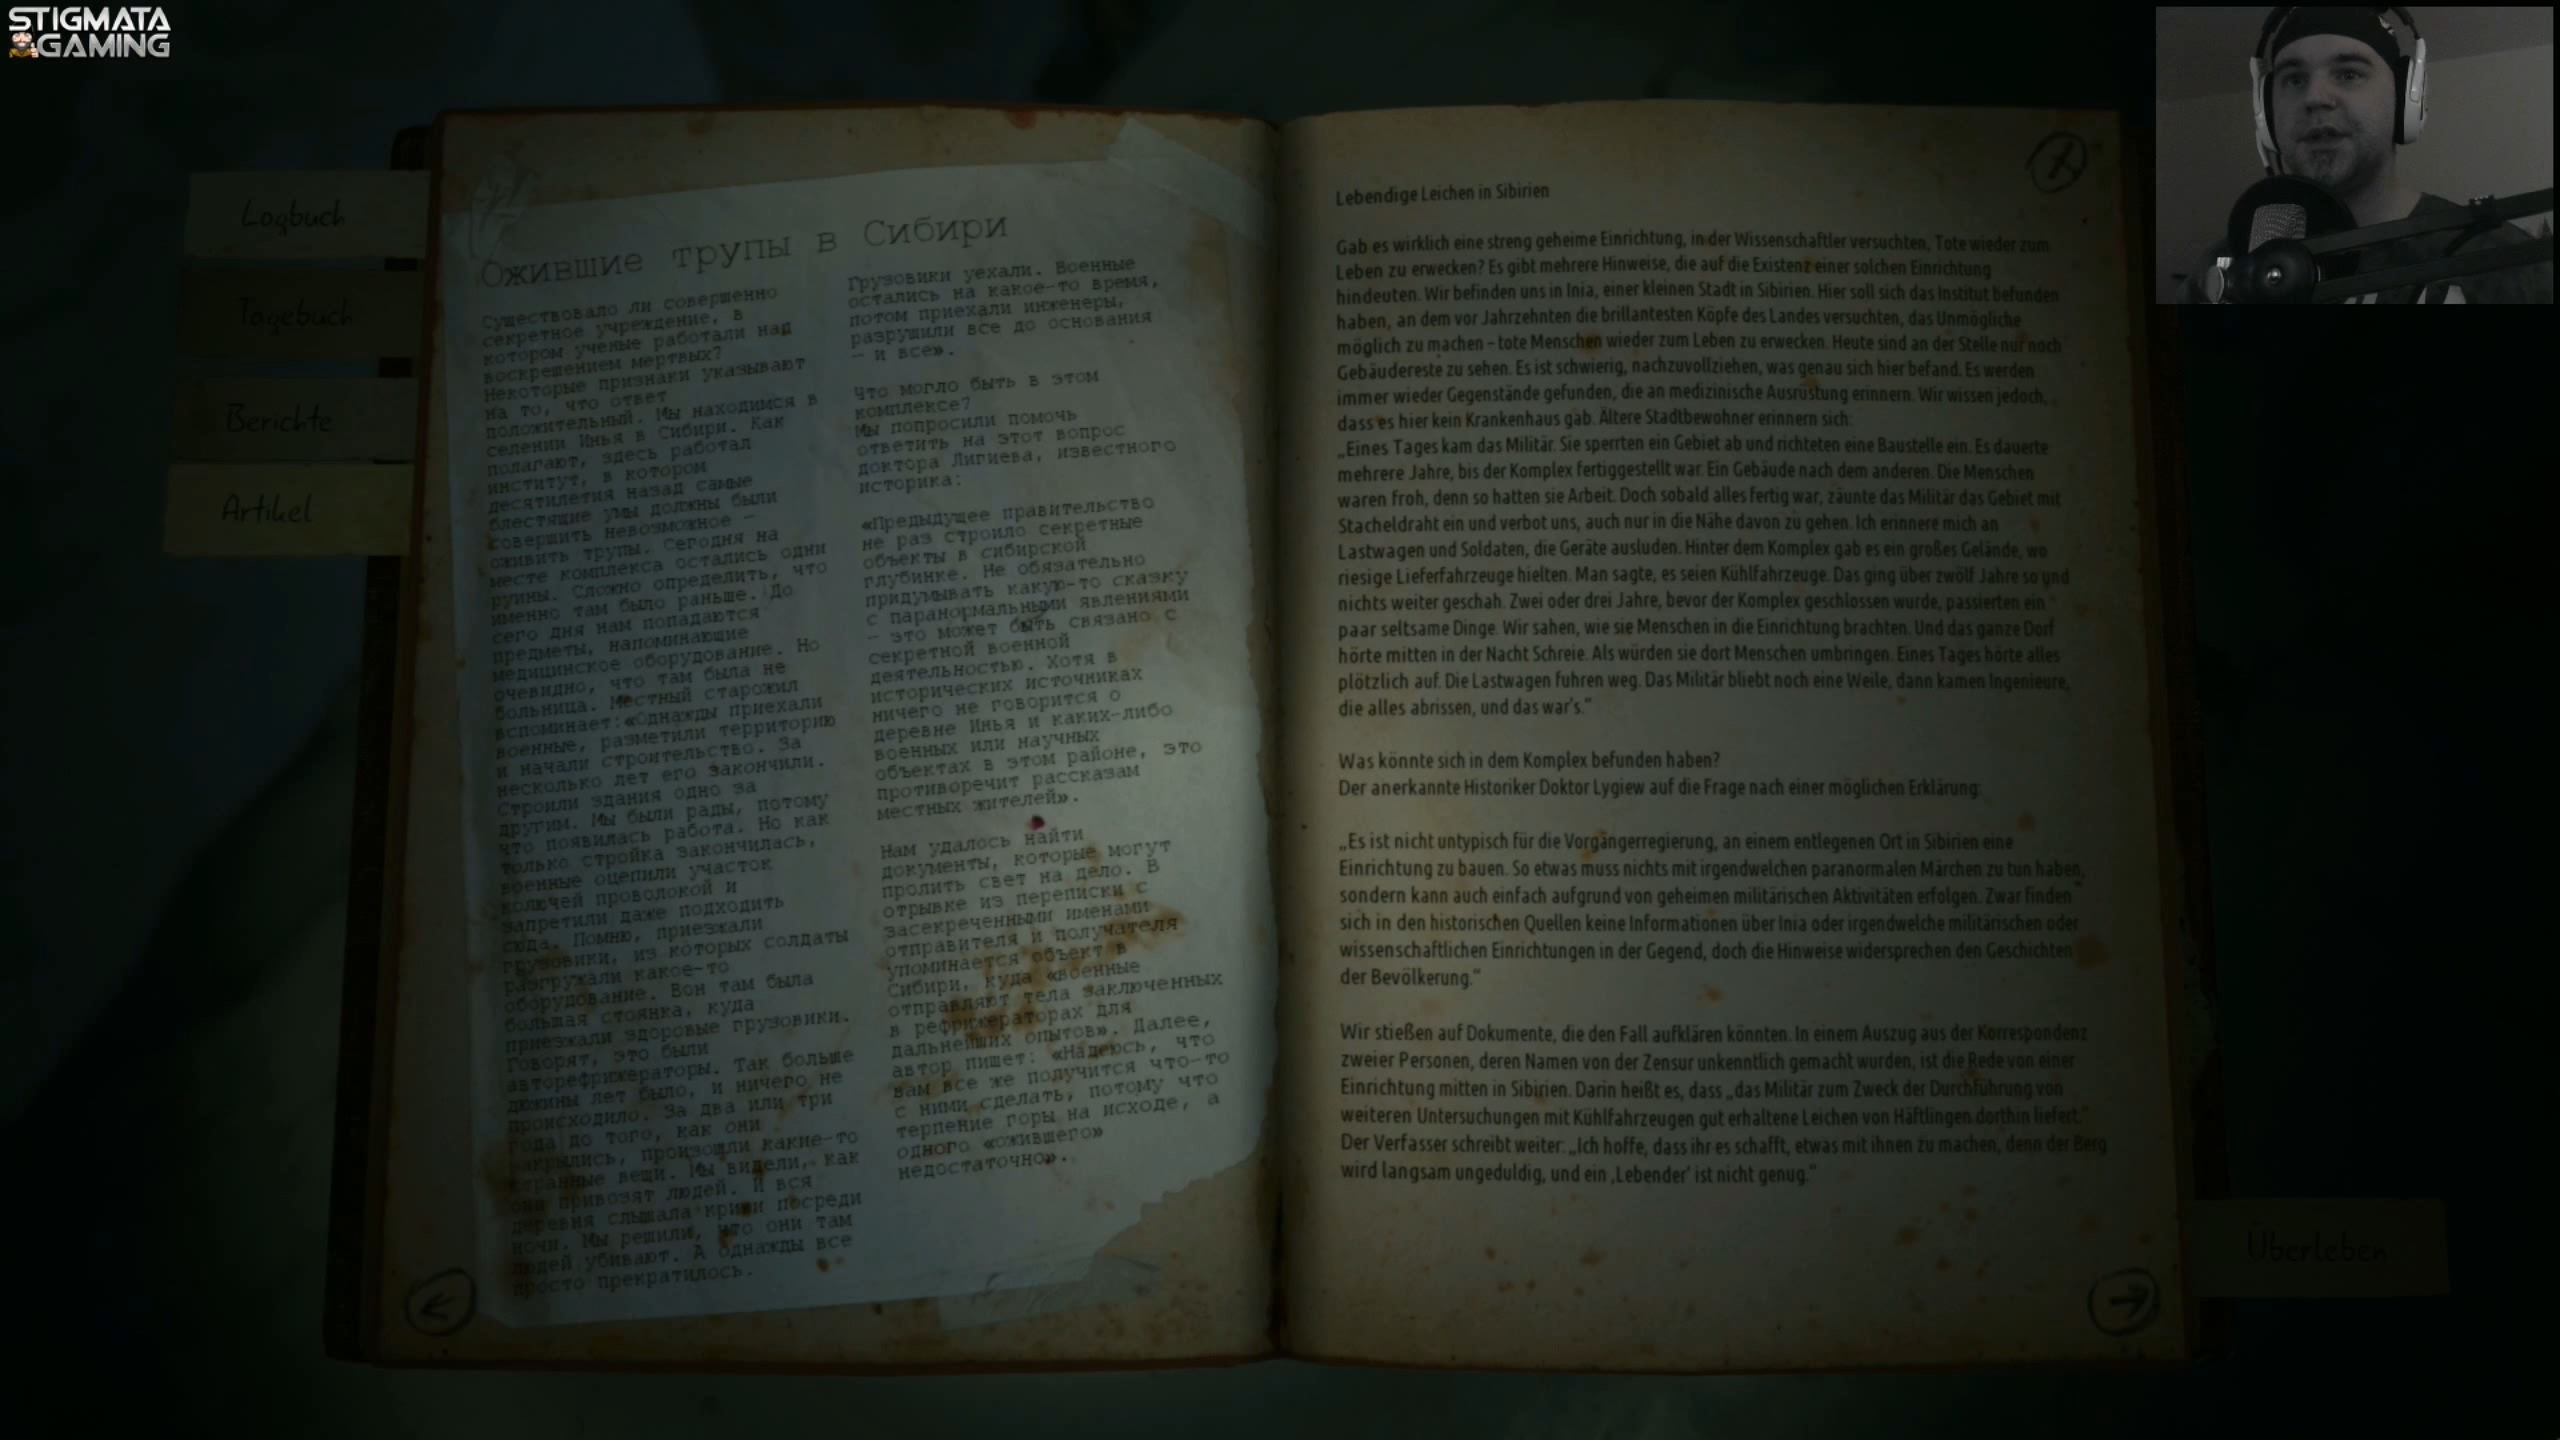 STIGMATA
GAMING
Logbuch
Tagebuch
Berichte
Artikel
Ожившие трупы в Сибири
Существовало ли совершенно
секретное учреждение, в
котором ученые работали над
воскрешением мертвых?
Некоторые признаки указывают
на то, что ответ
положительный. Мы находимся в
селении Инья в Сибири. Как
полагают, здесь работал
институт, в котором
десятилетия назад самые
блестящие умы должны были
совершить невозможное –
оживить трупы. Сегодня на
месте комплекса остались одни
руины. Сложно определить, что
именно там было раньше. До
сего дня нам попадаются
предметы, напоминающие
медицинское оборудование. Но
очевидно, что там была не
больница. Местный старожил
вспоминает:«Однажды приехали
военные, разметили территорию
и начали строительство. За
несколько лет его закончили.
Строили здания одно за
другим. Мы были рады, потому
что появилась работа. Но как
только стройка закончилась,
военные оцепили участок
колючей проволокой и
запретили даже подходить
сюда. Помню, приезжали
грузовики, из которых солдаты
разгружали какое-то
оборудование. Вон там была
большая стоянка, куда
приезжали здоровые грузовики.
Говорят, это были
авторефрижераторы. Так больше
дюжины лет было, и ничего не
происходило. За два или три
года до того, как они
закрылись, произошли какие-то
странные вещи. Мы видели, как
они привозят людей. И вся
деревня слышала крики посреди
ночи. Мы решили, что они там
людей убивают. А однажды все
просто прекратилось.
Грузовики уехали. Военные
остались на какое-то время,
потом приехали инженеры,
разрушили все до основания
– и все».
Что могло быть в этом
комплексе?
Мы попросили помочь
ответить на этот вопрос
доктора Лигиева, известного
историка:
«Предыдущее правительство
не раз строило секретные
объекты в сибирской
глубинке. Не обязательно
придумывать какую-то сказку
с паранормальными явлениями
– это может быть связано с
секретной военной
деятельностью. Хотя в
исторических источниках
ничего не говорится о
деревне Инья и каких-либо
военных или научных
объектах в этом районе, это
противоречит рассказам
местных жителей».
Нам удалось найти
документы, которые могут
пролить свет на дело. В
отрывке из переписки с
засекреченными именами
отправителя и получателя
упоминается объект в
Сибири, куда «военные
отправляют тела заключенных
в рефрижераторах для
дальнейших опытов». Далее,
автор пишет: «Надеюсь, что
вам все же получится что-то
с ними сделать, потому что
терпение горы на исходе, а
одного «ожившего»
недостаточно».
Lebendige Leichen in Sibirien
Gab es wirklich eine streng geheime Einrichtung, in der Wissenschaftler versuchten, Tote wieder zum
Leben zu erwecken? Es gibt mehrere Hinweise, die auf die Existenz einer solchen Einrichtung
hindeuten. Wir befinden uns in Inia, einer kleinen Stadt in Sibirien. Hier soll sich das Institut befunden
haben, an dem vor Jahrzehnten die brillantesten Köpfe des Landes versuchten, das Unmögliche
möglich zu machen – tote Menschen wieder zum Leben zu erwecken. Heute sind an der Stelle nur noch
Gebäudereste zu sehen. Es ist schwierig, nachzuvollziehen, was genau sich hier befand. Es werden
immer wieder Gegenstände gefunden, die an medizinische Ausrüstung erinnern. Wir wissen jedoch,
dass es hier kein Krankenhaus gab. Ältere Stadtbewohner erinnern sich:
„Eines Tages kam das Militär. Sie sperrten ein Gebiet ab und richteten eine Baustelle ein. Es dauerte
mehrere Jahre, bis der Komplex fertiggestellt war. Ein Gebäude nach dem anderen. Die Menschen
waren froh, denn so hatten sie Arbeit. Doch sobald alles fertig war, zäunte das Militär das Gebiet mit
Stacheldraht ein und verbot uns, auch nur in die Nähe davon zu gehen. Ich erinnere mich an
Lastwagen und Soldaten, die Geräte ausluden. Hinter dem Komplex gab es ein großes Gelände, wo
riesige Lieferfahrzeuge hielten. Man sagte, es seien Kühlfahrzeuge. Das ging über zwölf Jahre so und
nichts weiter geschah. Zwei oder drei Jahre, bevor der Komplex geschlossen wurde, passierten ein
paar seltsame Dinge. Wir sahen, wie sie Menschen in die Einrichtung brachten. Und das ganze Dorf
hörte mitten in der Nacht Schreie. Als würden sie dort Menschen umbringen. Eines Tages hörte alles
plötzlich auf. Die Lastwagen fuhren weg. Das Militär bliebt noch eine Weile, dann kamen Ingenieure,
die alles abrissen, und das war's.“
Was könnte sich in dem Komplex befunden haben?
Der anerkannte Historiker Doktor Lygiew auf die Frage nach einer möglichen Erklärung:
„Es ist nicht untypisch für die Vorgängerregierung, an einem entlegenen Ort in Sibirien eine
Einrichtung zu bauen. So etwas muss nichts mit irgendwelchen paranormalen Märchen zu tun haben,
sondern kann auch einfach aufgrund von geheimen militärischen Aktivitäten erfolgen. Zwar finden
sich in den historischen Quellen keine Informationen über Inia oder irgendwelche militärischen oder
wissenschaftlichen Einrichtungen in der Gegend, doch die Hinweise widersprechen den Geschichten
der Bevölkerung.“
Wir stießen auf Dokumente, die den Fall aufklären könnten. In einem Auszug aus der Korrespondenz
zweier Personen, deren Namen von der Zensur unkenntlich gemacht wurden, ist die Rede von einer
Einrichtung mitten in Sibirien. Darin heißt es, dass „das Militär zum Zweck der Durchführung von
weiteren Untersuchungen mit Kühlfahrzeugen gut erhaltene Leichen von Häftlingen dorthin liefert.“
Der Verfasser schreibt weiter: „Ich hoffe, dass ihr es schafft, etwas mit ihnen zu machen, denn der Berg
wird langsam ungeduldig, und ein ‚Lebender‘ ist nicht genug.“
Überleben